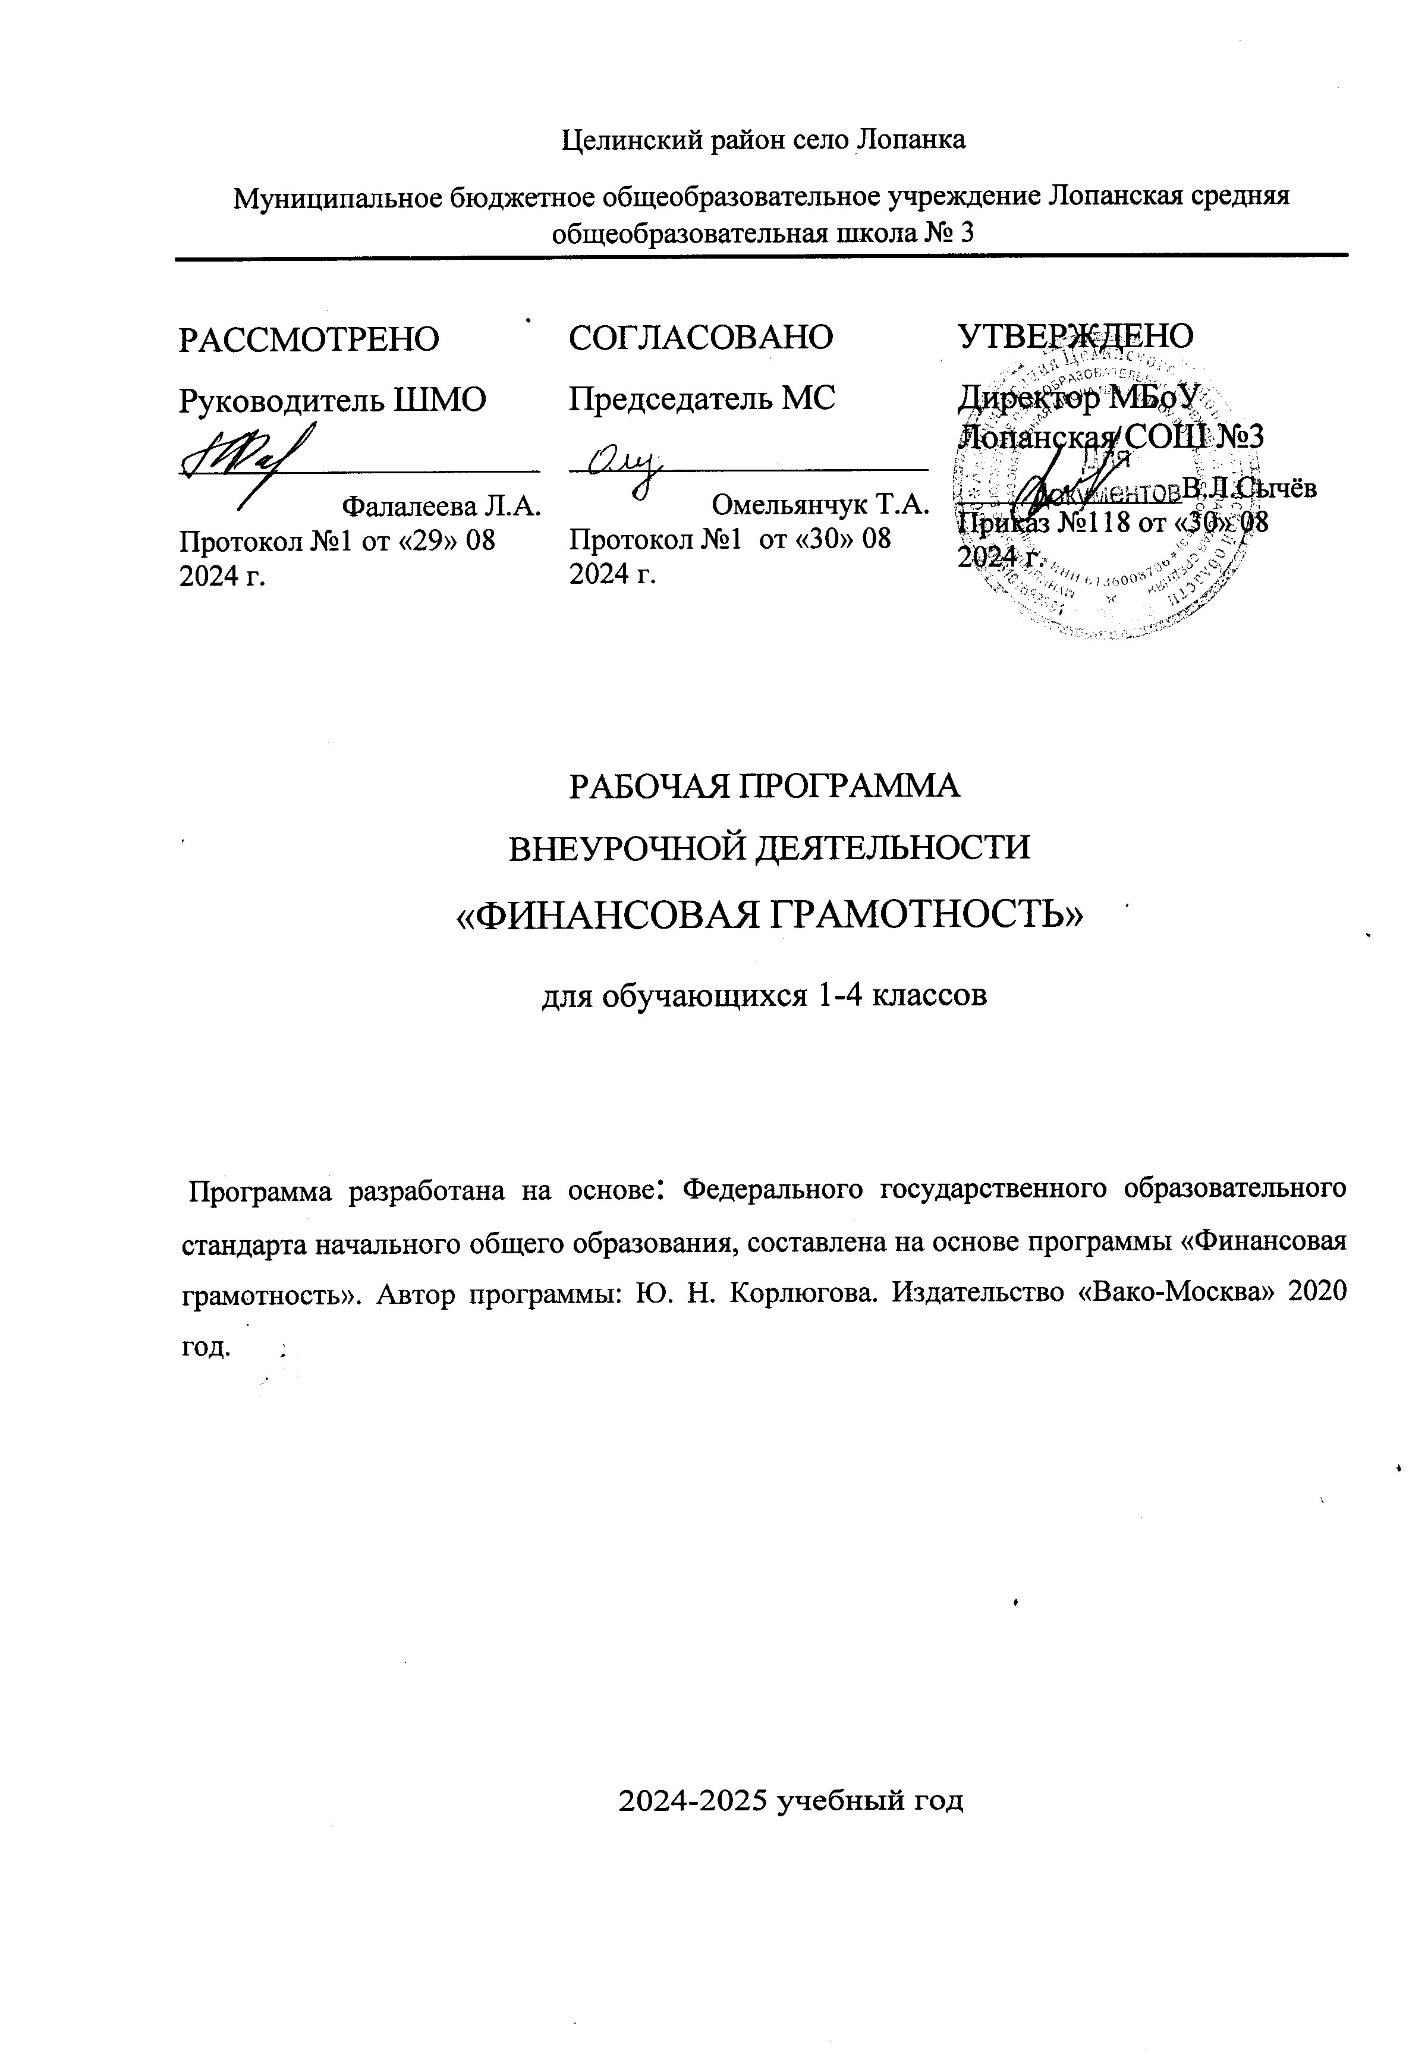 Целинский район село Лопанка
Муниципальное бюджетное общеобразовательное учреждение Лопанская средняя
общеобразовательная школа № 3
РАССМОТРЕНО
Руководитель ШМО
Фалалеева Л.А.
Протокол №1 от «29» 08
2024 г.
СОГЛАСОВАНО
Председатель МС
Омельянчук Т.А.
Протокол №1 от «30» 08
2024 г.
УТВЕРЖДЕНО
Директор МБоУ
Лопанская СОШ №3
В.Л.Сычёв
Приказ №118 от «30» 08
2024 г.
Для
документов
РАБОЧАЯ ПРОГРАММА
ВНЕУРОЧНОЙ ДЕЯТЕЛЬНОСТИ
«ФИНАНСОВАЯ ГРАМОТНОСТЬ»
для обучающихся 1-4 классов
Программа разработана на основе: Федерального государственного образовательного
стандарта начального общего образования, составлена на основе программы «Финансовая
грамотность». Автор программы: Ю. Н. Корлюгова. Издательство «Вако-Москва» 2020
год.
2024-2025 учебный год